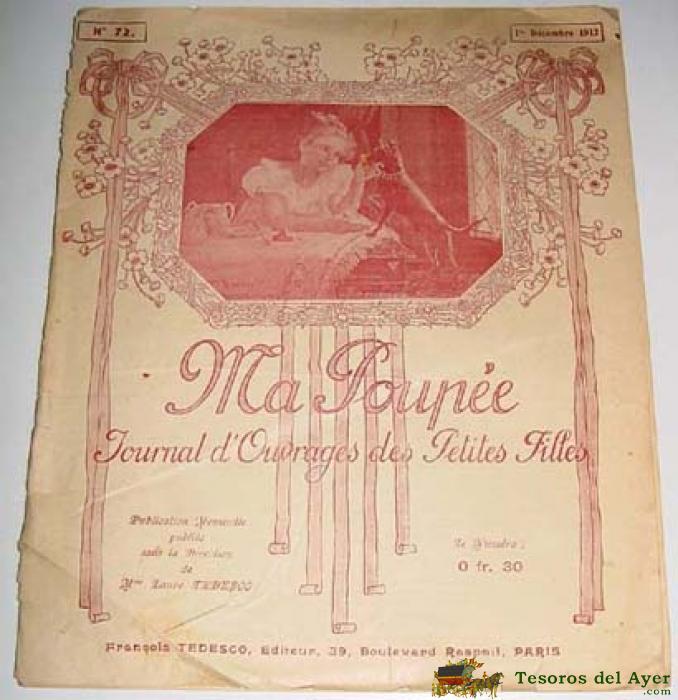 N° 72.
1er Décembre 1912
Ma Poupée
Journal d'Ouvrages des Petites Filles
Publication Mensuelle
publiée
sous la Direction
de
Mme Laure TEDESCO
Le Numéro :
0 fr. 30
François TEDESCO, Editeur, 39, Boulevard Raspail, PARIS
Tesoros del Ayer
.com